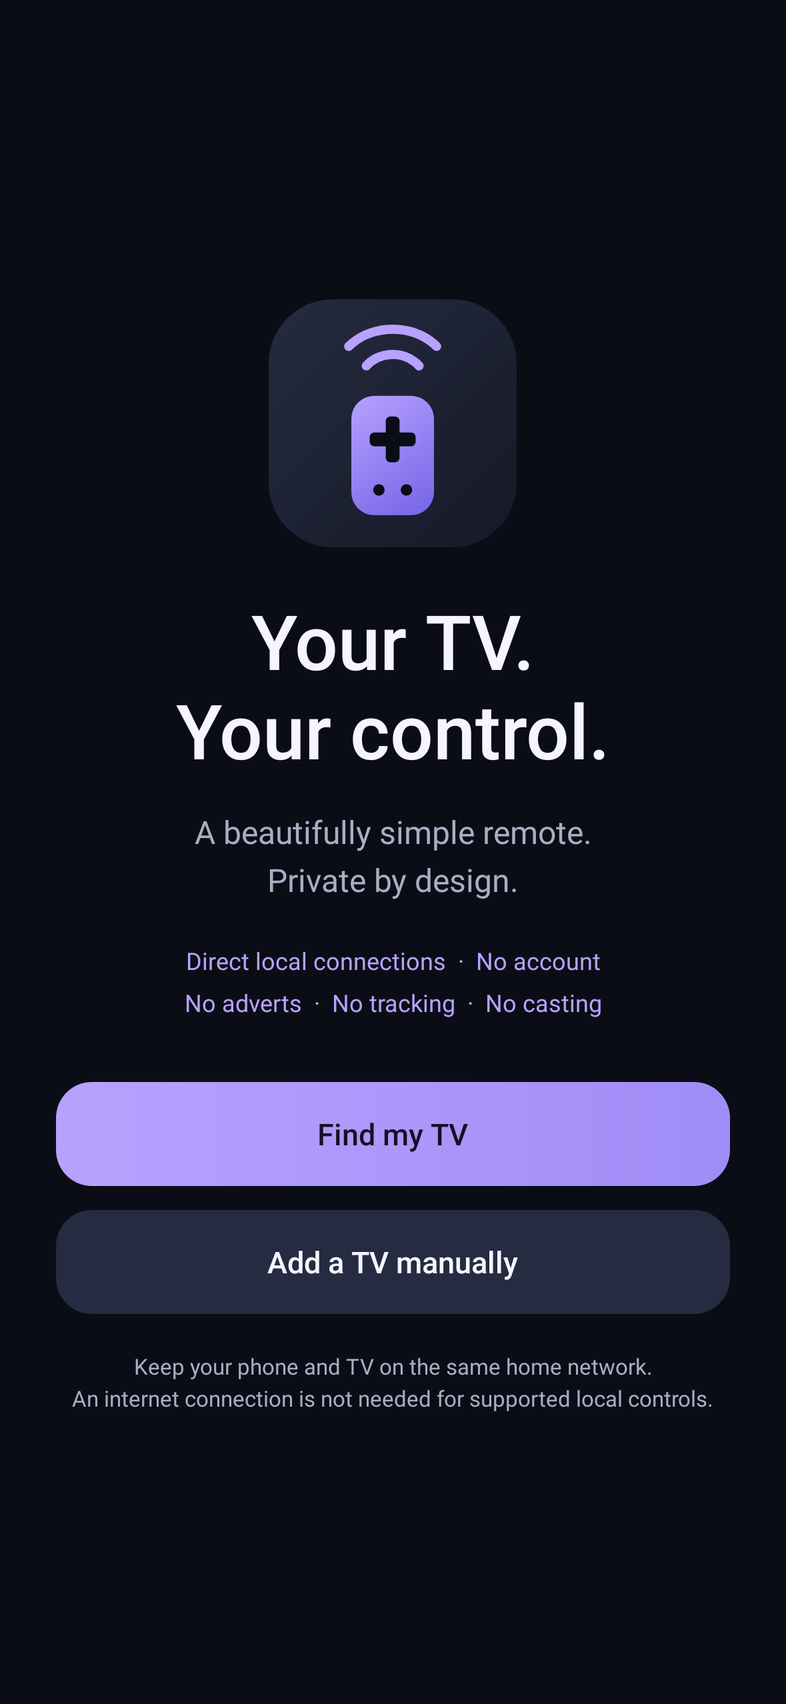 Your TV.
Your control.
A beautifully simple remote.
Private by design.
Direct local connections · No account
No adverts · No tracking · No casting
Find my TV
Add a TV manually
Keep your phone and TV on the same home network.
An internet connection is not needed for supported local controls.